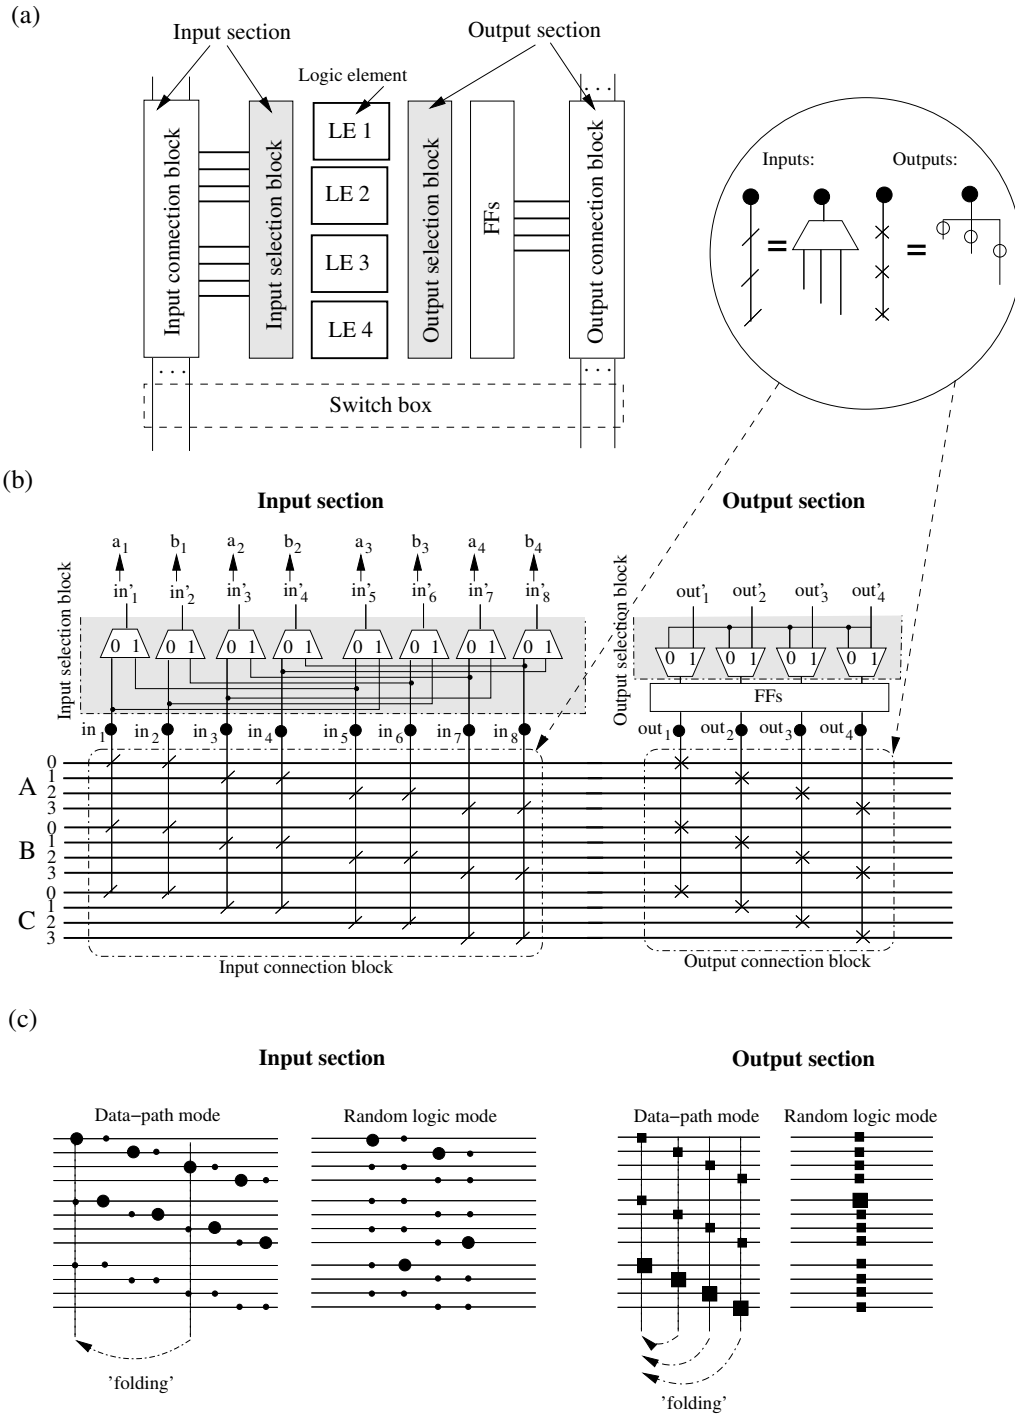 (a)
Input section
Output section
Logic element
Input connection block
Input selection block
LE 1
LE 2
LE 3
LE 4
Output selection block
FFs
Output connection block
. . .
. . .
. . .
. . .
Switch box
Inputs:
Outputs:
=
=
(b)
Input section
Output section
a1 b1 a2 b2 a3 b3 a4 b4
in'1 in'2 in'3 in'4 in'5 in'6 in'7 in'8
out'1 out'2 out'3 out'4
Input selection block
0 1 0 1 0 1 0 1 0 1 0 1 0 1 0 1
Output selection block
0 1 0 1 0 1 0 1
FFs
in1 in2 in3 in4 in5 in6 in7 in8
out1 out2 out3 out4
A
0
1
2
3
B
0
1
2
3
C
0
1
2
3
Input connection block
Output connection block
(c)
Input section
Output section
Data-path mode
Random logic mode
Data-path mode
Random logic mode
'folding'
'folding'